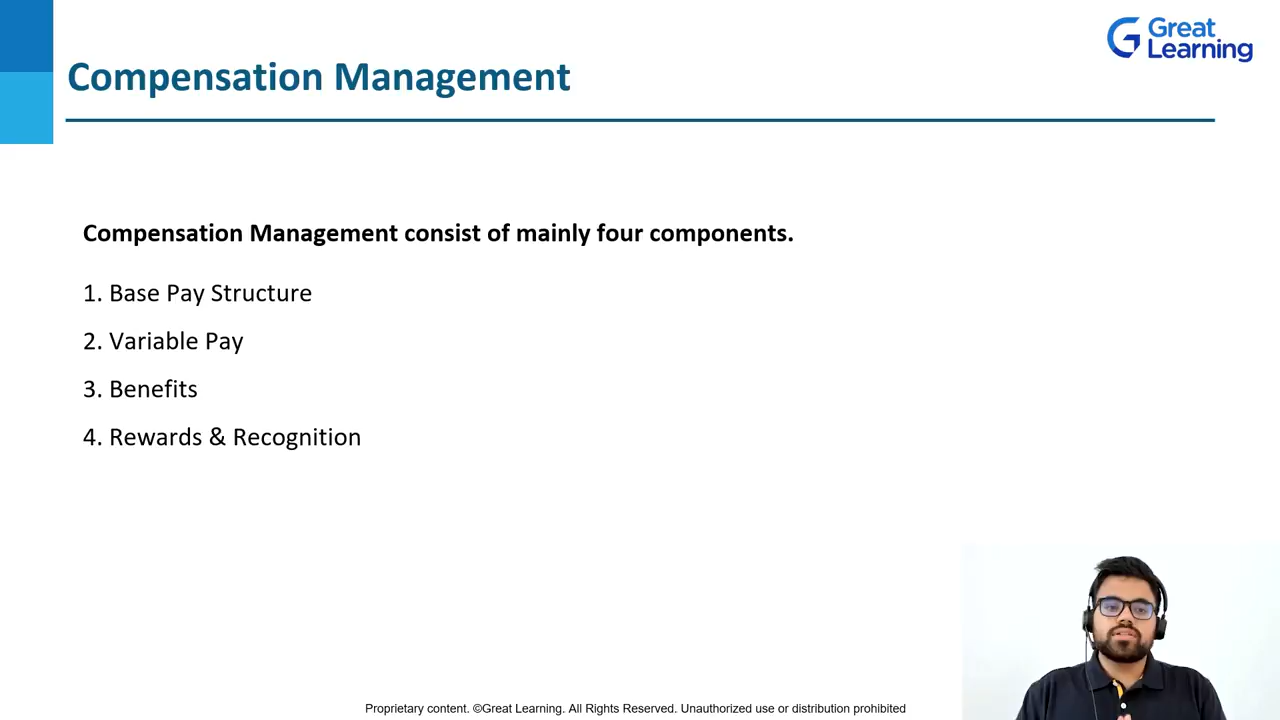 Great
Learning
Compensation Management
Compensation Management consist of mainly four components.
1. Base Pay Structure
2. Variable Pay
3. Benefits
4. Rewards & Recognition
Proprietary content. ©Great Learning. All Rights Reserved. Unauthorized use or distribution prohibited